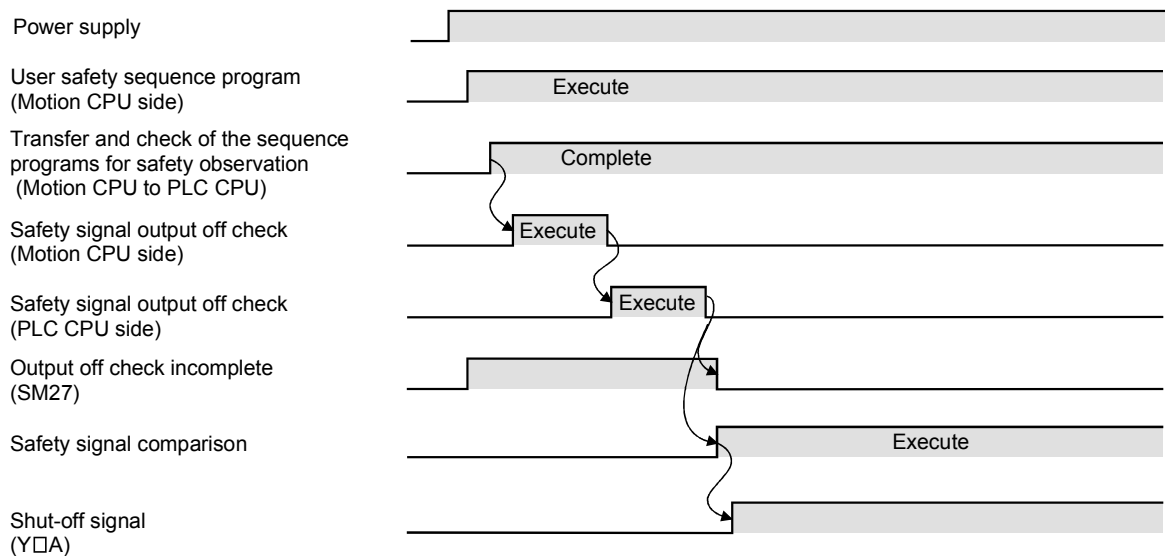 Power supply
User safety sequence program
(Motion CPU side)
Execute
Transfer and check of the sequence
programs for safety observation
(Motion CPU to PLC CPU)
Complete
Safety signal output off check
(Motion CPU side)
Execute
Safety signal output off check
(PLC CPU side)
Execute
Output off check incomplete
(SM27)
Safety signal comparison
Execute
Shut-off signal
(Y□A)